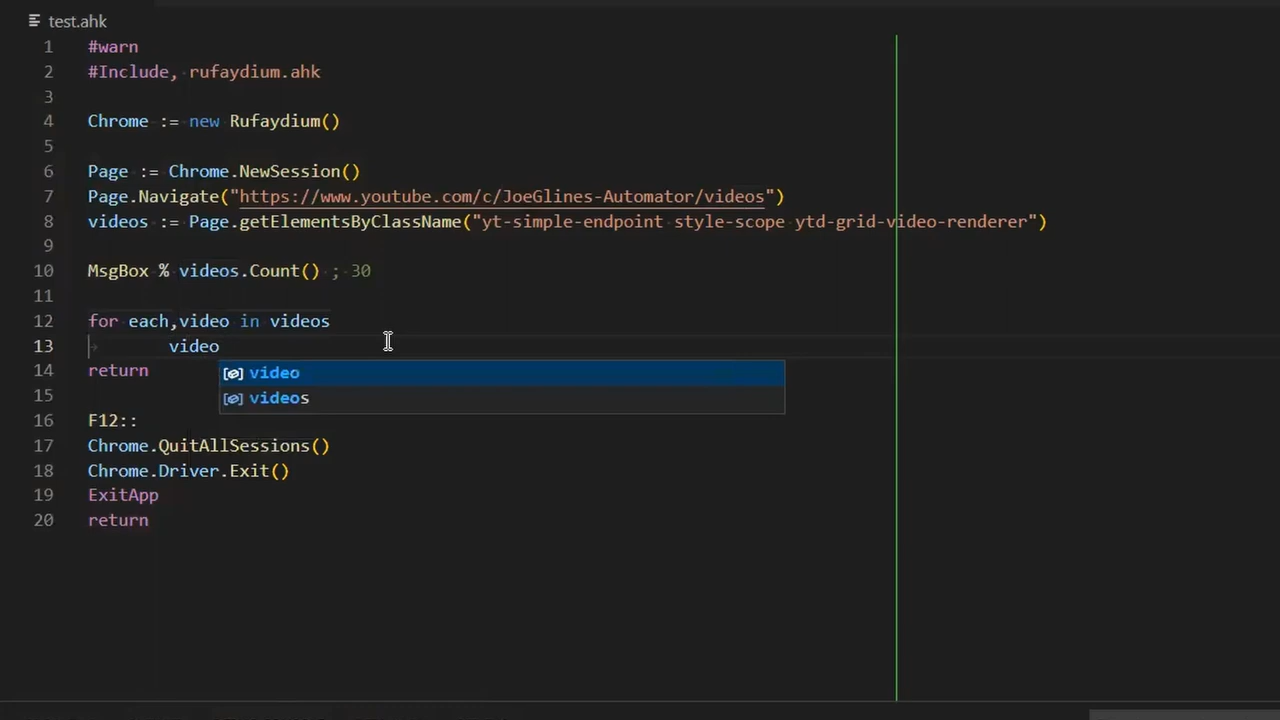 test.ahk
1 #warn
2 #Include, rufaydium.ahk
3
4 Chrome := new Rufaydium()
5
6 Page := Chrome.NewSession()
7 Page.Navigate("https://www.youtube.com/c/JoeGlines-Automator/videos")
8 videos := Page.getElementsByClassName("yt-simple-endpoint style-scope ytd-grid-video-renderer")
9
10 MsgBox % videos.Count() ; 30
11
12 for each,video in videos
13 video
video
videos
14 return
15
16 F12::
17 Chrome.QuitAllSessions()
18 Chrome.Driver.Exit()
19 ExitApp
20 return